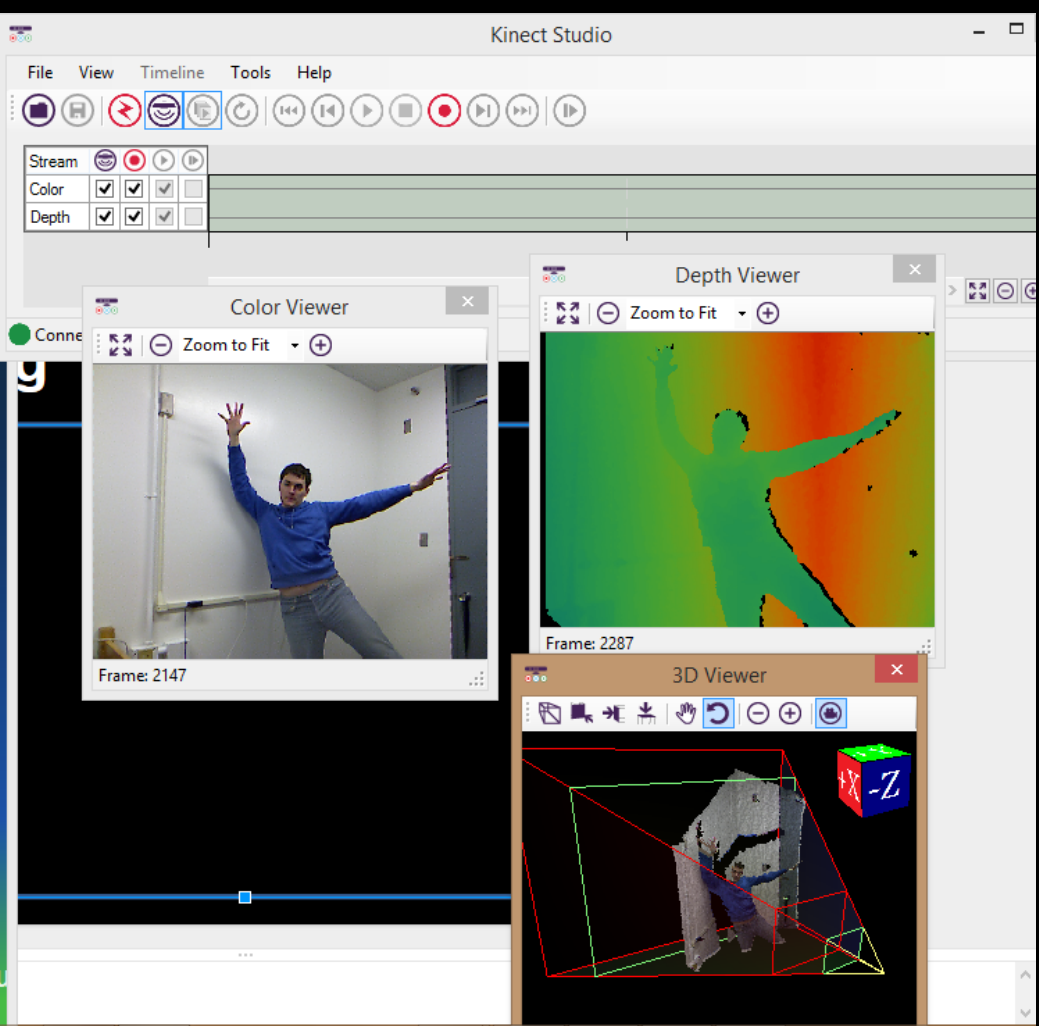 Kinect Studio
File View Timeline Tools Help
Stream
Color
Depth
Depth Viewer
Color Viewer
Zoom to Fit
Conne
Zoom to Fit
g
Frame: 2287
Frame: 2147
3D Viewer
+X -Z